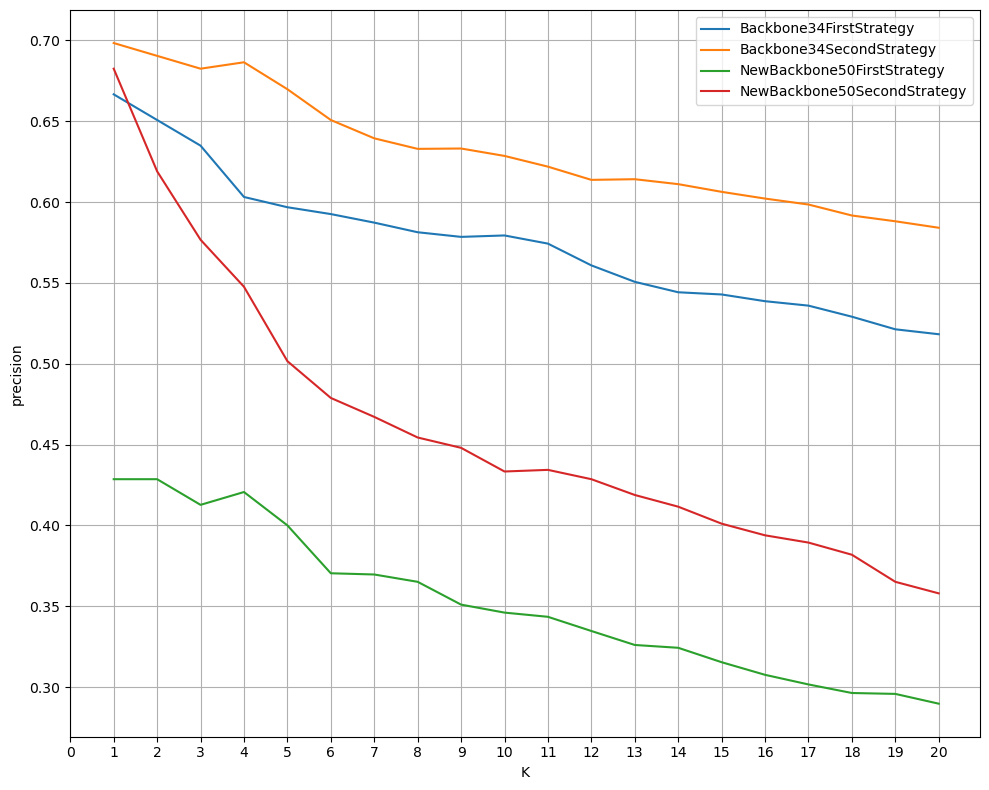 Backbone34FirstStrategy
Backbone34SecondStrategy
NewBackbone50FirstStrategy
NewBackbone50SecondStrategy
0.70
0.65
0.60
0.55
0.50
0.45
0.40
0.35
0.30
precision
0 1 2 3 4 5 6 7 8 9 10 11 12 13 14 15 16 17 18 19 20
K